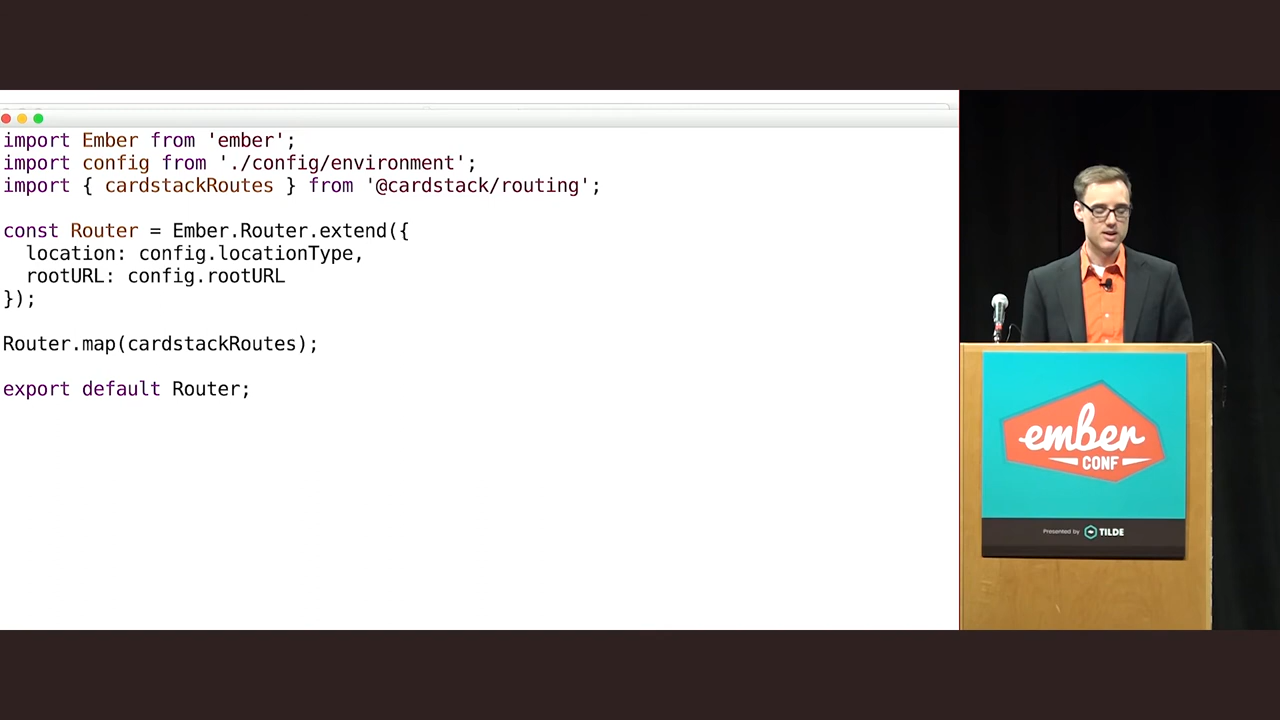 import Ember from 'ember';
import config from './config/environment';
import { cardstackRoutes } from '@cardstack/routing';
const Router = Ember.Router.extend({
  location: config.locationType,
  rootURL: config.rootURL
});
Router.map(cardstackRoutes);
export default Router;
ember
CONF
Presented by TILDE